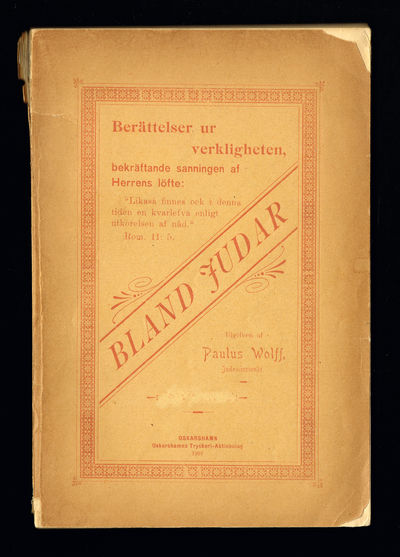 Berättelser ur
verkligheten,
bekräftande sanningen af
Herrens löfte:
"Likaså finnes ock i denna
tiden en kvarlefva enligt
utkorelsen af nåd."
Rom. 11: 5.
BLAND JUDAR
Utgifven af
Paulus Wolff,
OSKARSHAMN
Oskarshamns Tryckeri-Aktiebolag